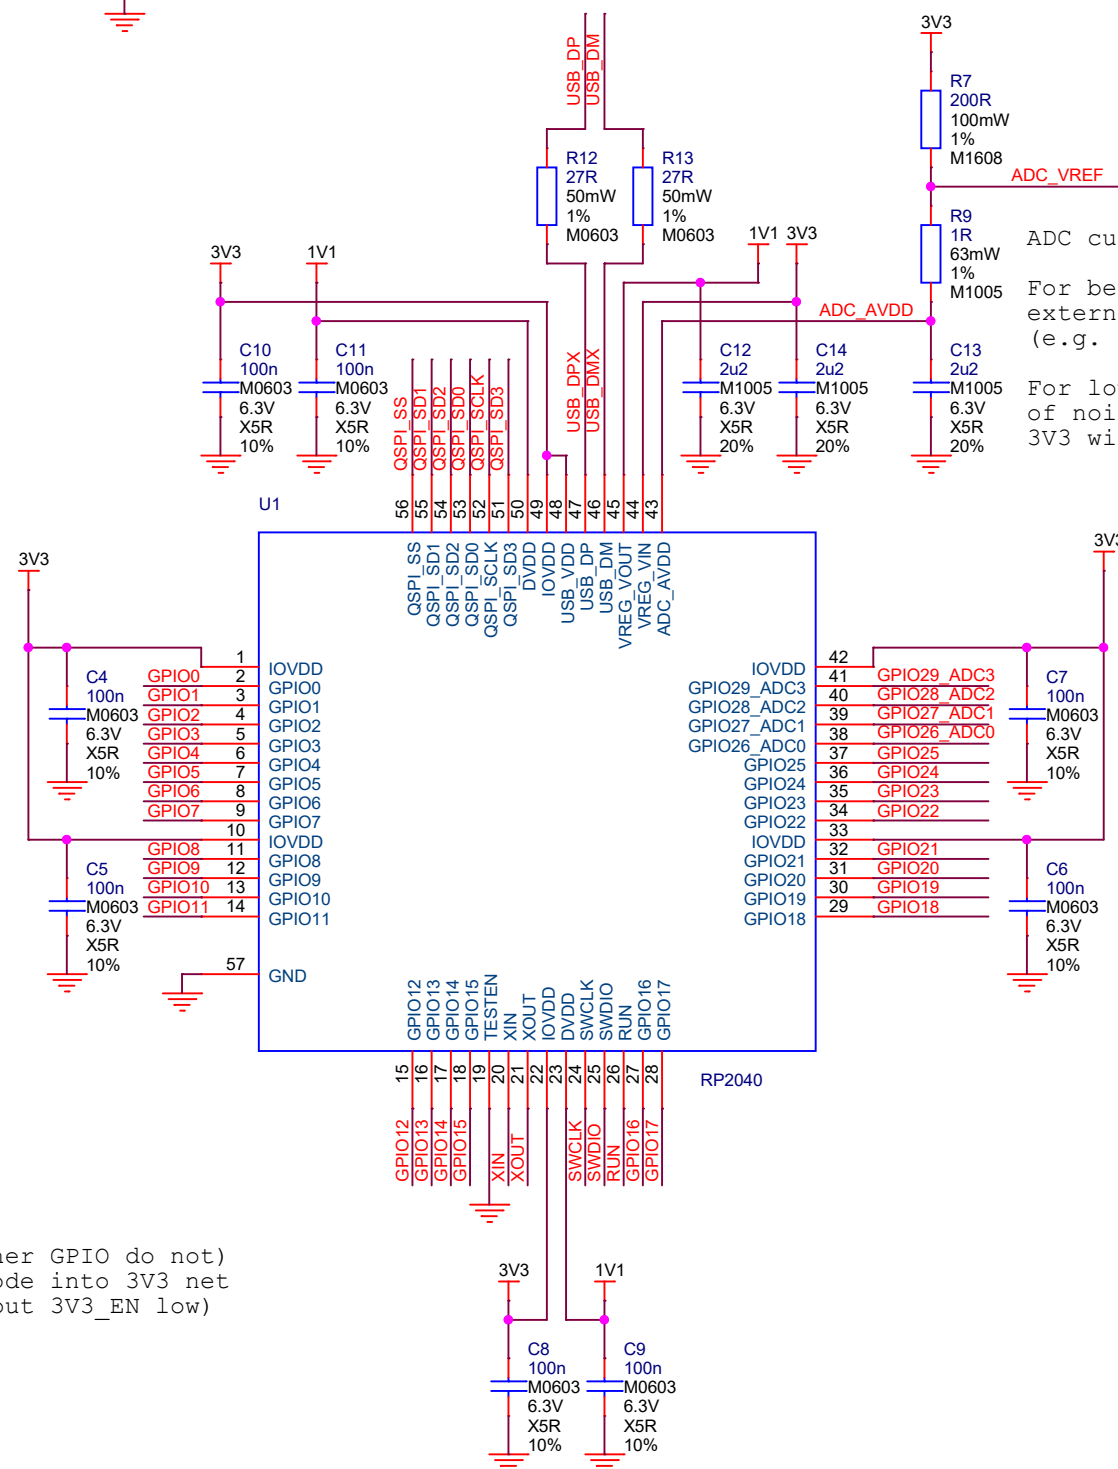 3V3
R7
200R
100mW
1%
M1608
USB_DP
USB_DM
R12
27R
50mW
1%
M0603
R13
27R
50mW
1%
M0603
ADC_VREF
R9
1R
63mW
1%
M1005
ADC cu
For be
extern
(e.g.
For lo
of noi
3V3 wi
3V3
1V1
1V1
3V3
ADC_AVDD
C10
100n
M0603
6.3V
X5R
10%
C11
100n
M0603
6.3V
X5R
10%
QSPI_SS
QSPI_SD1
QSPI_SD2
QSPI_SD0
QSPI_SCLK
QSPI_SD3
USB_DPX
USB_DMX
C12
2u2
M1005
6.3V
X5R
20%
C14
2u2
M1005
6.3V
X5R
20%
C13
2u2
M1005
6.3V
X5R
20%
U1
56
55
54
53
52
51
50
49
48
47
46
45
44
43
QSPI_SS
QSPI_SD1
QSPI_SD2
QSPI_SD0
QSPI_SCLK
QSPI_SD3
DVDD
IOVDD
USB_VDD
USB_DP
USB_DM
VREG_VOUT
VREG_VIN
ADC_AVDD
3V3
3V3
C4
100n
M0603
6.3V
X5R
10%
C5
100n
M0603
6.3V
X5R
10%
1 IOVDD
GPIO0 2 GPIO0
GPIO1 3 GPIO1
GPIO2 4 GPIO2
GPIO3 5 GPIO3
GPIO4 6 GPIO4
GPIO5 7 GPIO5
GPIO6 8 GPIO6
GPIO7 9 GPIO7
10 IOVDD
GPIO8 11 GPIO8
GPIO9 12 GPIO9
GPIO10 13 GPIO10
GPIO11 14 GPIO11
57 GND
IOVDD 42
GPIO29_ADC3 41 GPIO29_ADC3
GPIO28_ADC2 40 GPIO28_ADC2
GPIO27_ADC1 39 GPIO27_ADC1
GPIO26_ADC0 38 GPIO26_ADC0
GPIO25 37 GPIO25
GPIO24 36 GPIO24
GPIO23 35 GPIO23
GPIO22 34 GPIO22
IOVDD 33
GPIO21 32 GPIO21
GPIO20 31 GPIO20
GPIO19 30 GPIO19
GPIO18 29 GPIO18
C7
100n
M0603
6.3V
X5R
10%
C6
100n
M0603
6.3V
X5R
10%
GPIO12
GPIO13
GPIO14
GPIO15
TESTEN
XIN
XOUT
IOVDD
DVDD
SWCLK
SWDIO
RUN
GPIO16
GPIO17
RP2040
15
16
17
18
19
20
21
22
23
24
25
26
27
28
GPIO12
GPIO13
GPIO14
GPIO15
XIN
XOUT
SWCLK
SWDIO
RUN
GPIO16
GPIO17
ner GPIO do not)
ode into 3V3 net
out 3V3_EN low)
3V3
1V1
C8
100n
M0603
6.3V
X5R
10%
C9
100n
M0603
6.3V
X5R
10%